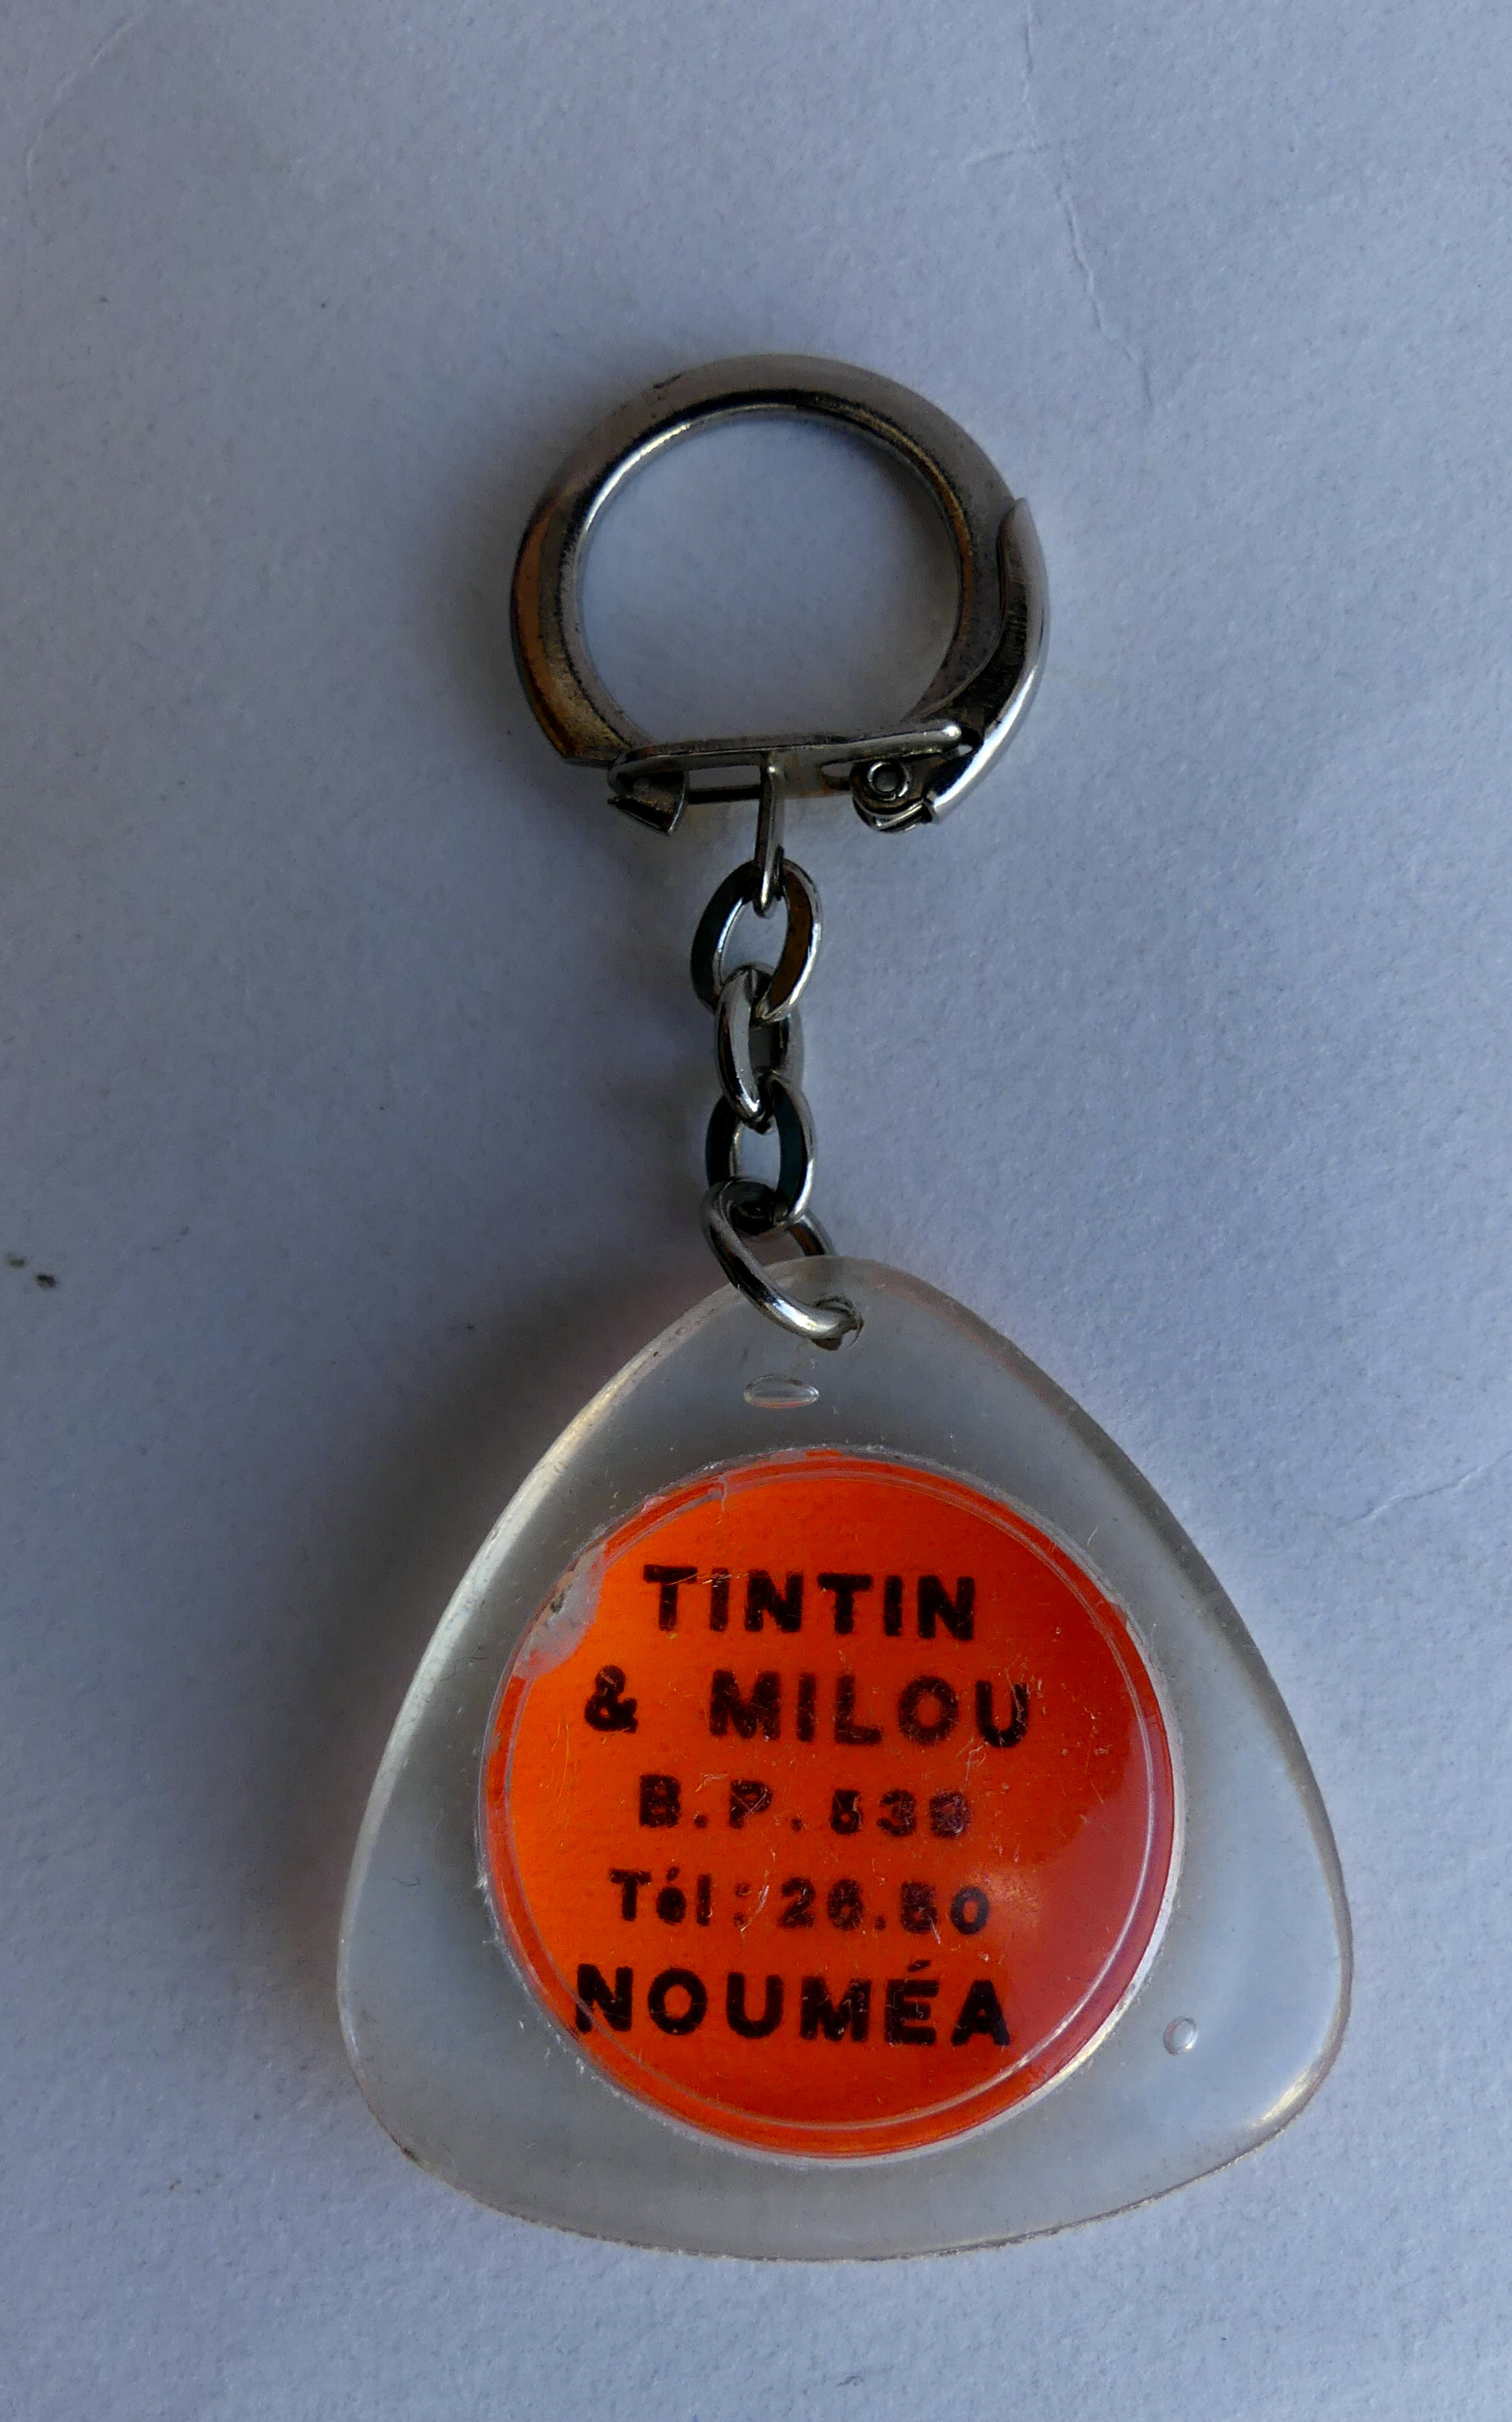 TINTIN
& MILOU
B.P. 539
Tél: 26.50
NOUMÉA